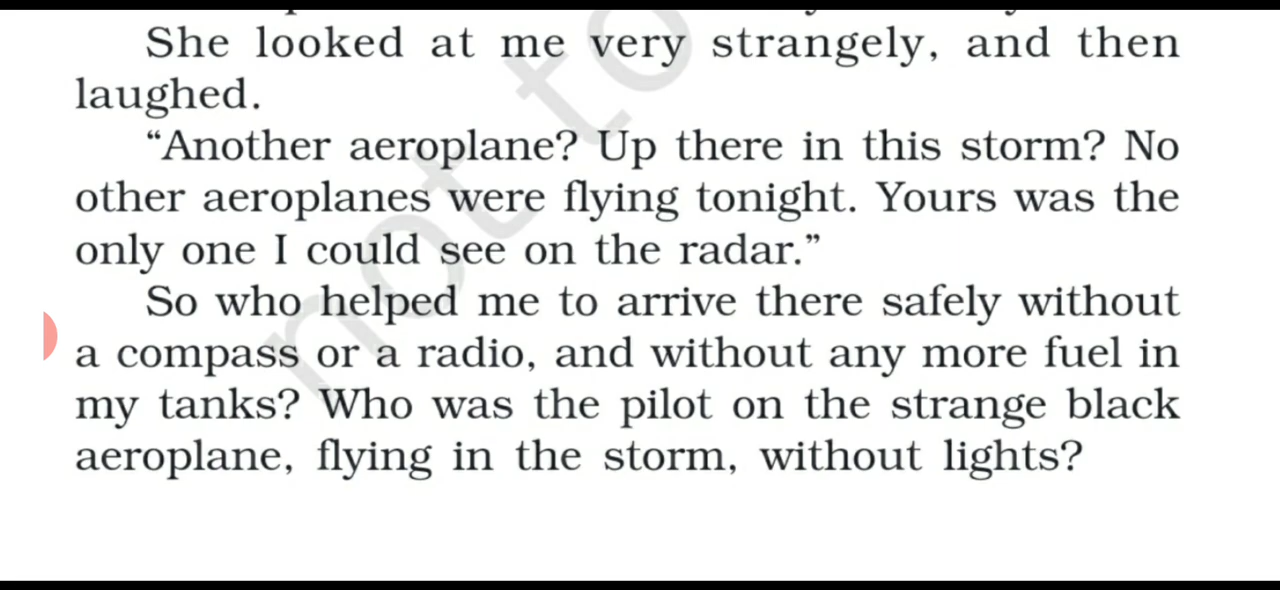 She looked at me very strangely, and then
laughed.
“Another aeroplane? Up there in this storm? No
other aeroplanes were flying tonight. Yours was the
only one I could see on the radar.”
So who helped me to arrive there safely without
a compass or a radio, and without any more fuel in
my tanks? Who was the pilot on the strange black
aeroplane, flying in the storm, without lights?
not to